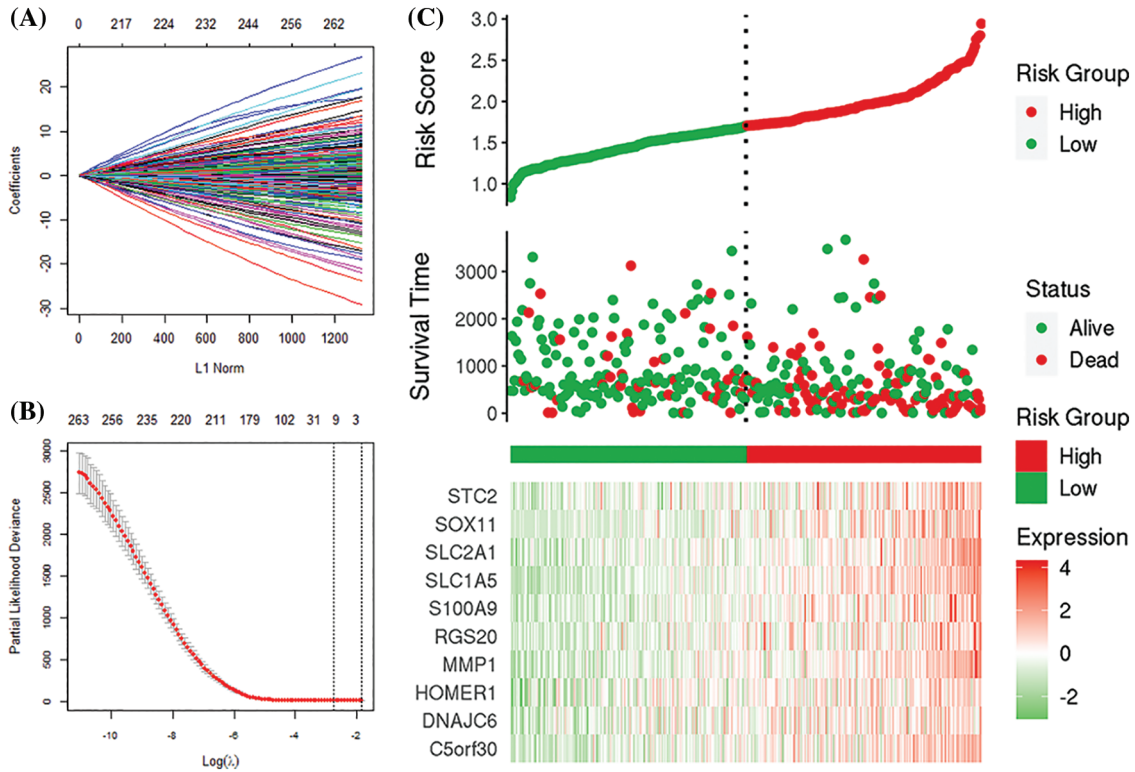 (A)
0 217 224 232 244 256 262
20
10
0
-10
-20
-30
Coefficients
0 200 400 600 800 1000 1200
L1 Norm
(B)
263 256 235 220 211 179 102 31 9 3
3000
2500
2000
1500
1000
500
0
Partial Likelihood Deviance
-10 -8 -6 -4 -2
Log(λ)
(C)
3.0
2.5
2.0
1.5
1.0
Risk Score
Risk Group
High
Low
3000
2000
1000
0
Survival Time
Status
Alive
Dead
Risk Group
High
Low
STC2
SOX11
SLC2A1
SLC1A5
S100A9
RGS20
MMP1
HOMER1
DNAJC6
C5orf30
Expression
4
2
0
-2